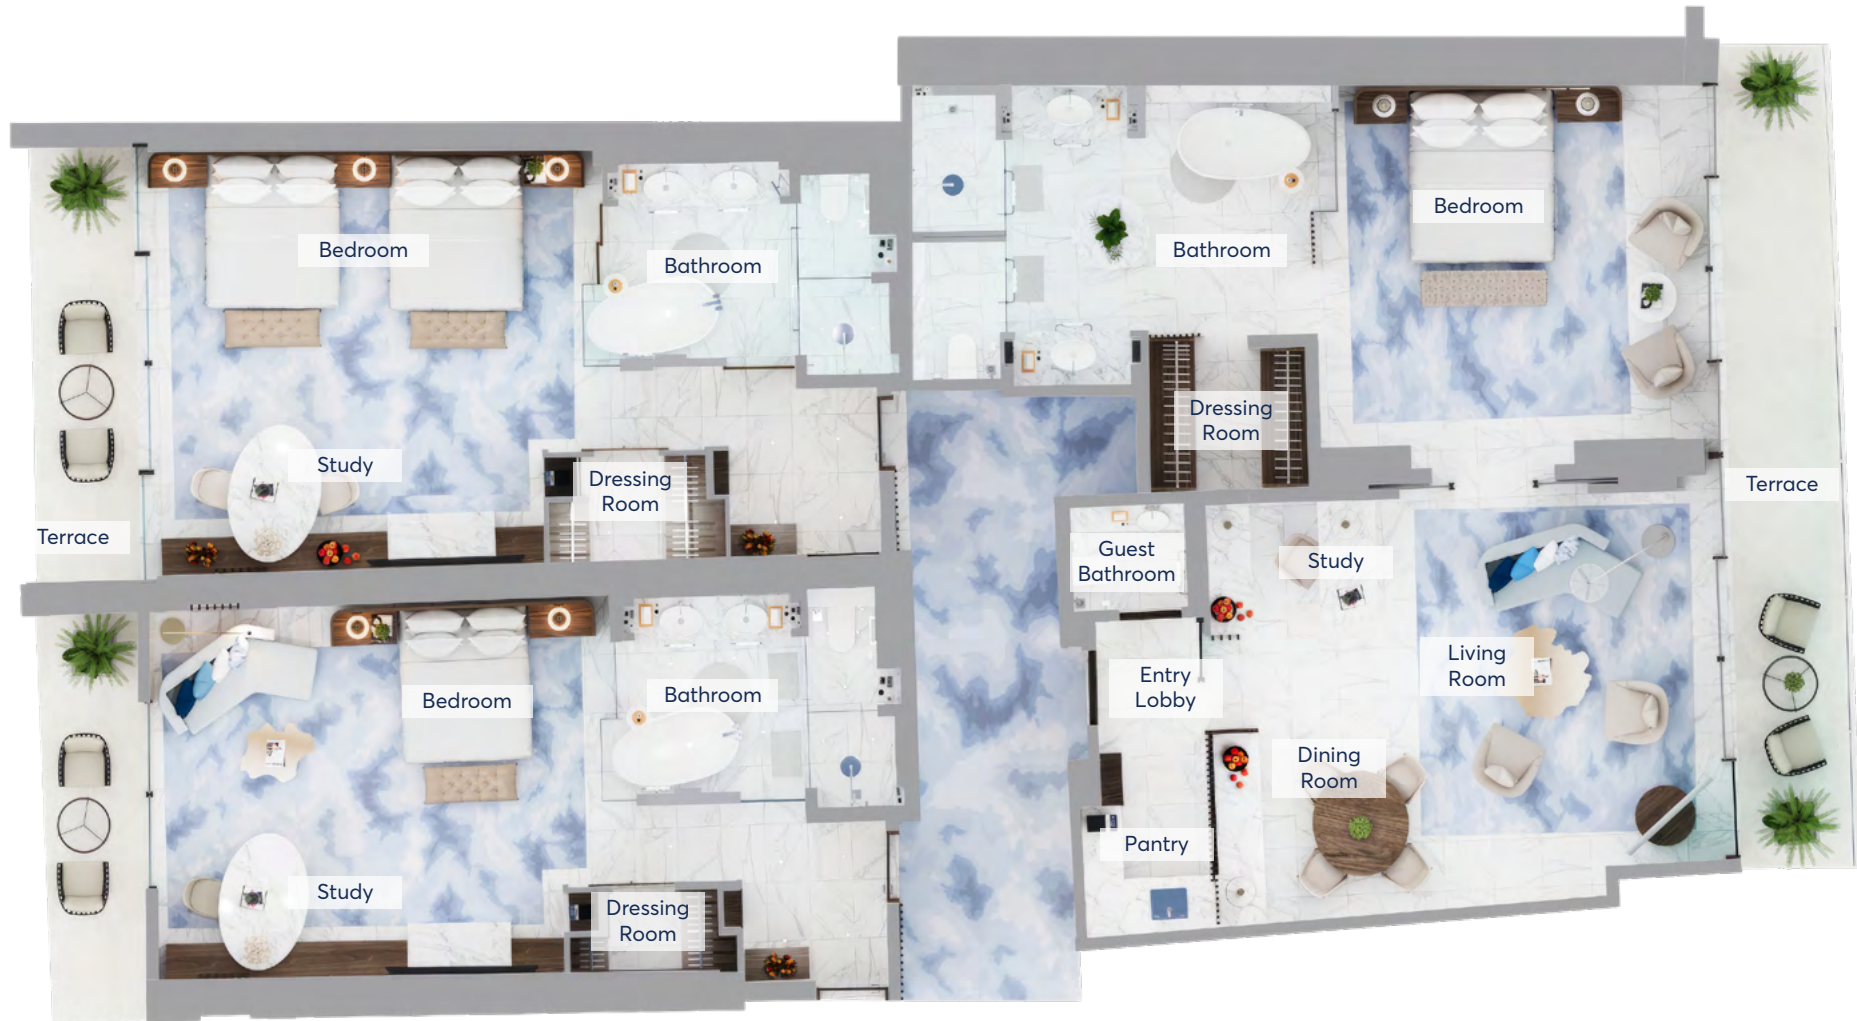 Bedroom
Bathroom
Study
Dressing
Room
Terrace
Bedroom
Bathroom
Study
Dressing
Room
Bathroom
Bedroom
Dressing
Room
Terrace
Guest
Bathroom
Study
Entry
Lobby
Living
Room
Dining
Room
Pantry